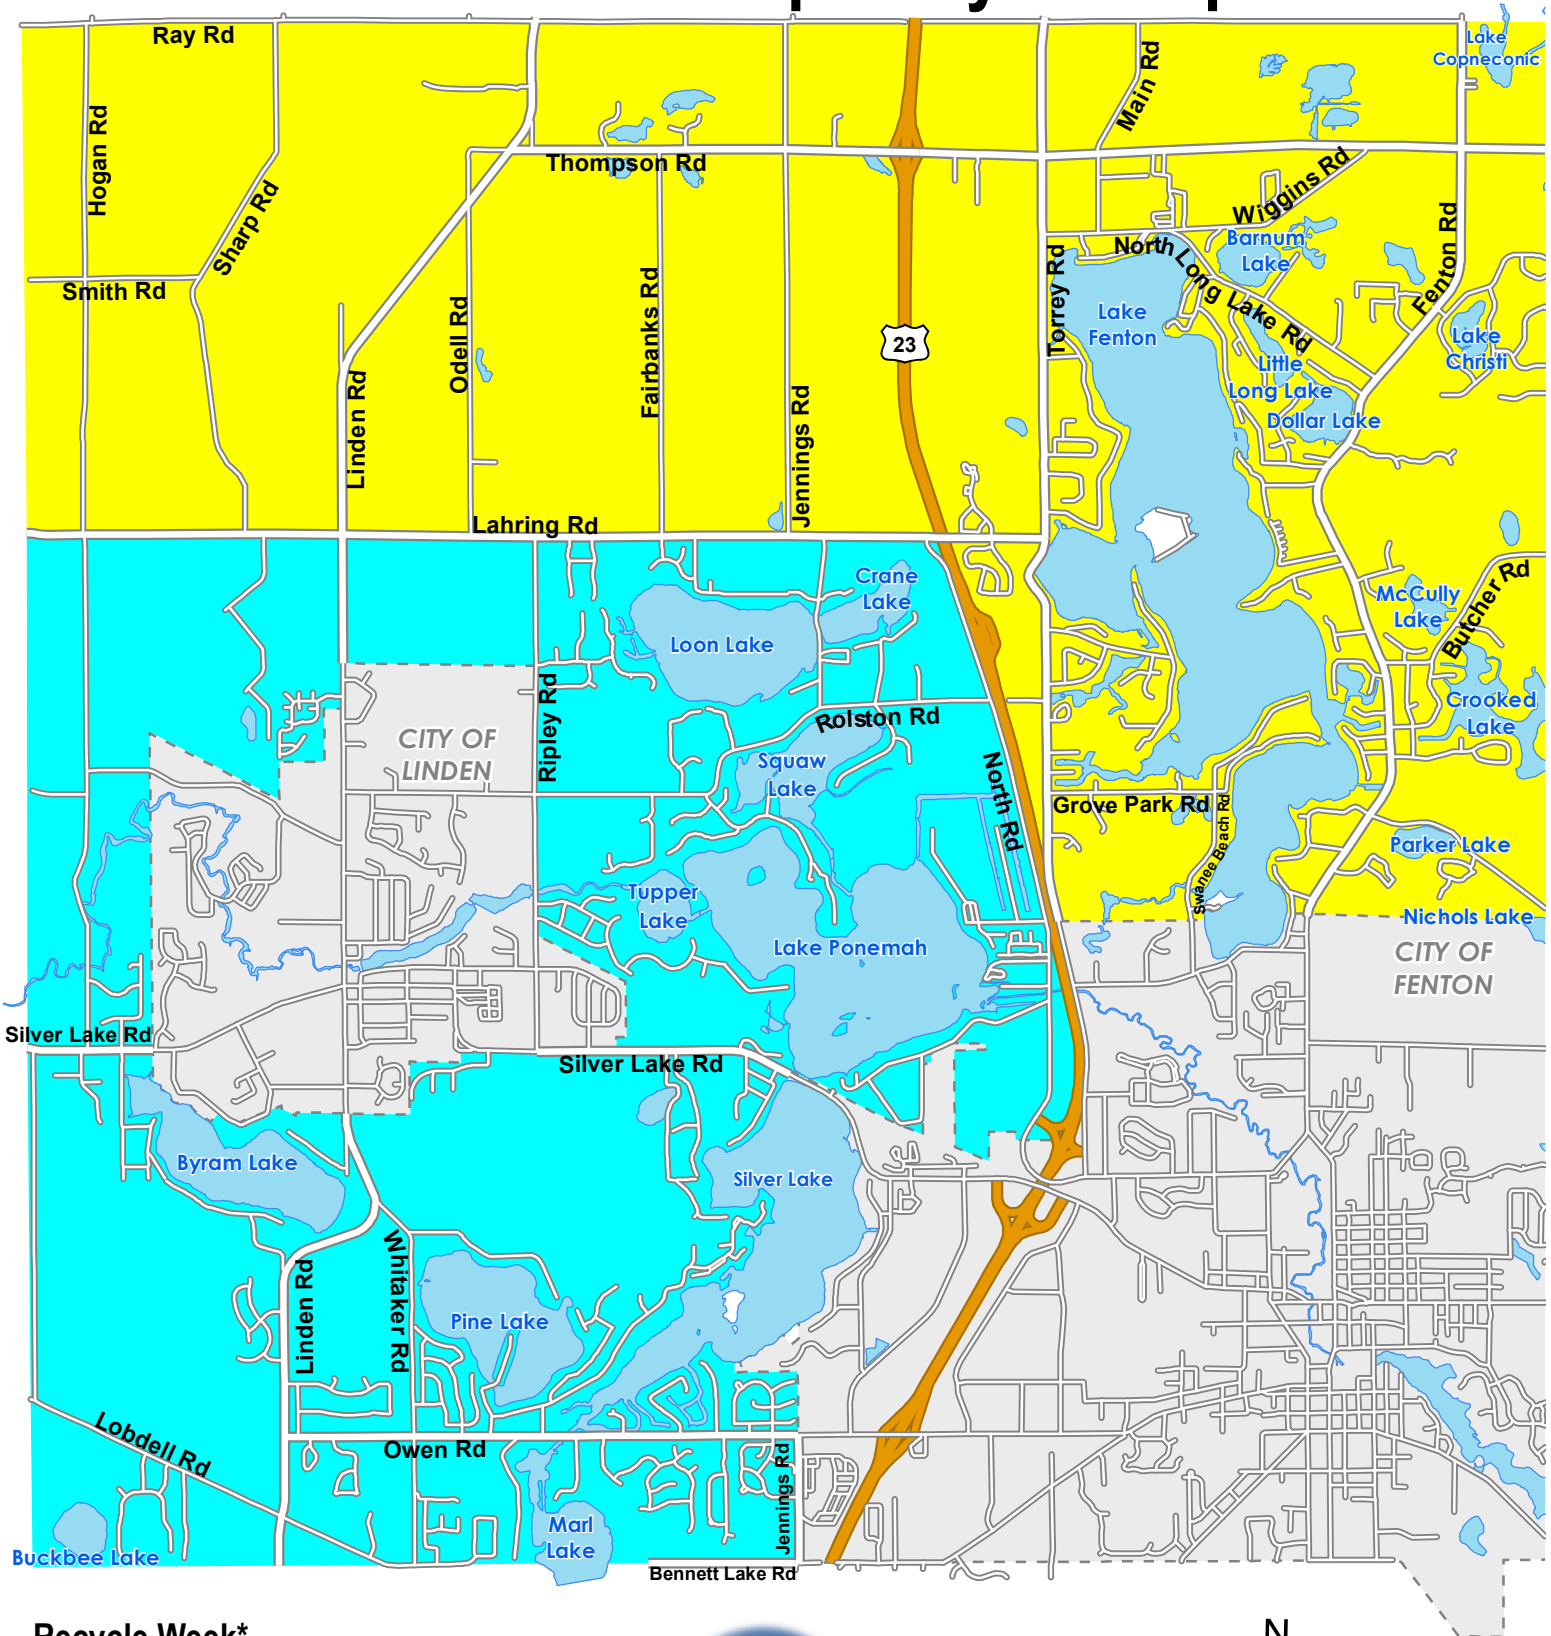 Ray Rd
Lake
Copneconic
Main Rd
Hogan Rd
Thompson Rd
Wiggins Rd
Sharp Rd
Fenton Rd
Barnum
Lake
North Long Lake Rd
Torrey Rd
Smith Rd
Odell Rd
Fairbanks Rd
Lake
Fenton
23
Lake
Christi
Little
Long Lake
Linden Rd
Jennings Rd
Dollar Lake
Lahring Rd
Crane
Lake
McCully
Lake
Butcher Rd
Loon Lake
Ripley Rd
Crooked
Lake
Rolston Rd
CITY OF
LINDEN
Squaw
Lake
North Rd
Grove Park Rd
Swanee Beach Rd
Parker Lake
Tupper
Lake
Nichols Lake
Lake Ponemah
CITY OF
FENTON
Silver Lake Rd
Silver Lake Rd
Byram Lake
Silver Lake
Whitaker Rd
Linden Rd
Pine Lake
Lobdell Rd
Owen Rd
Jennings Rd
Marl
Lake
Buckbee Lake
Bennett Lake Rd
Recycle Week*
N